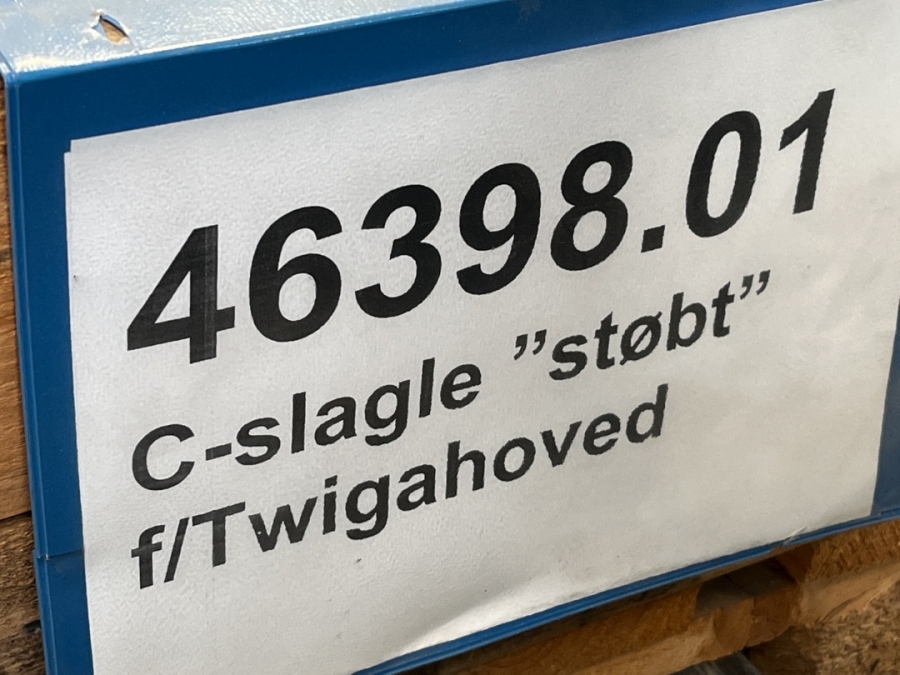 46398.01
C-slagle ”støbt”
f/Twigahoved